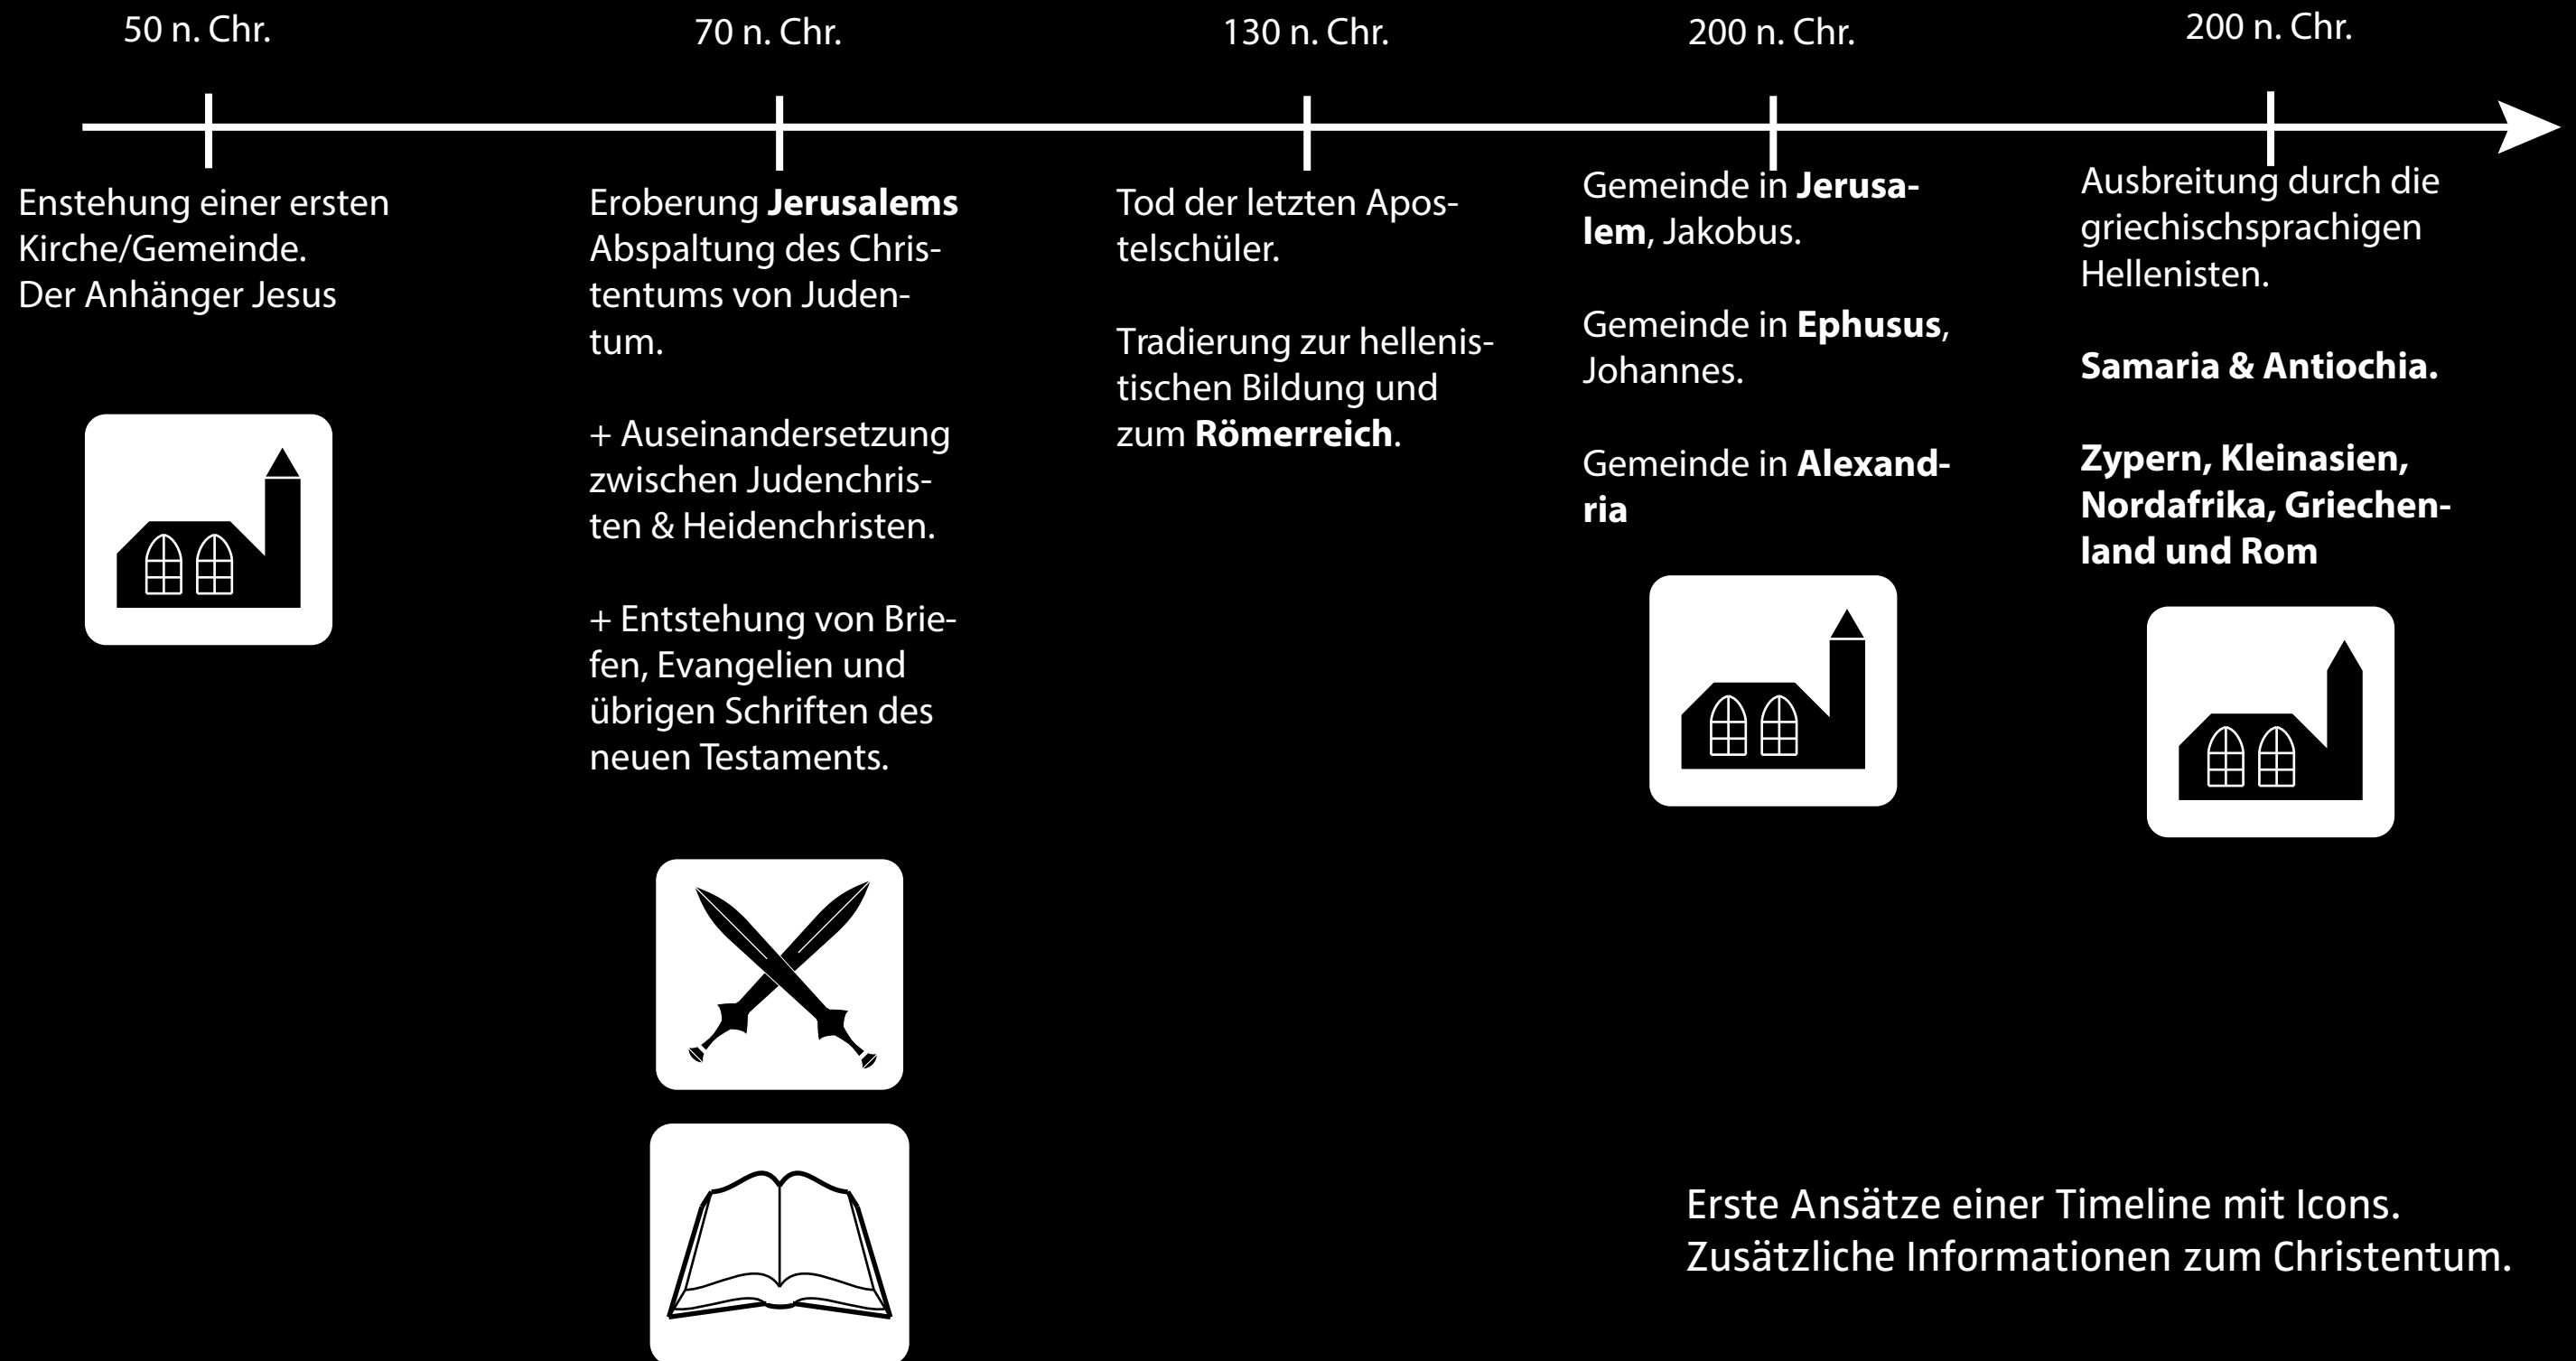 50 n. Chr.
70 n. Chr.
130 n. Chr.
200 n. Chr.
200 n. Chr.
Enstehung einer ersten
Kirche/Gemeinde.
Der Anhänger Jesus
Eroberung Jerusalems
Abspaltung des Chris-
tentums von Juden-
tum.
+ Auseinandersetzung
zwischen Judenchris-
ten & Heidenchristen.
+ Entstehung von Brie-
fen, Evangelien und
übrigen Schriften des
neuen Testaments.
Tod der letzten Apos-
telschüler.
Tradierung zur hellenis-
tischen Bildung und
zum Römerreich.
Gemeinde in Jerusa-
lem, Jakobus.
Gemeinde in Ephusus,
Johannes.
Gemeinde in Alexand-
ria
Ausbreitung durch die
griechischsprachigen
Hellenisten.
Samaria & Antiochia.
Zypern, Kleinasien,
Nordafrika, Griechen-
land und Rom
Erste Ansätze einer Timeline mit Icons.
Zusätzliche Informationen zum Christentum.